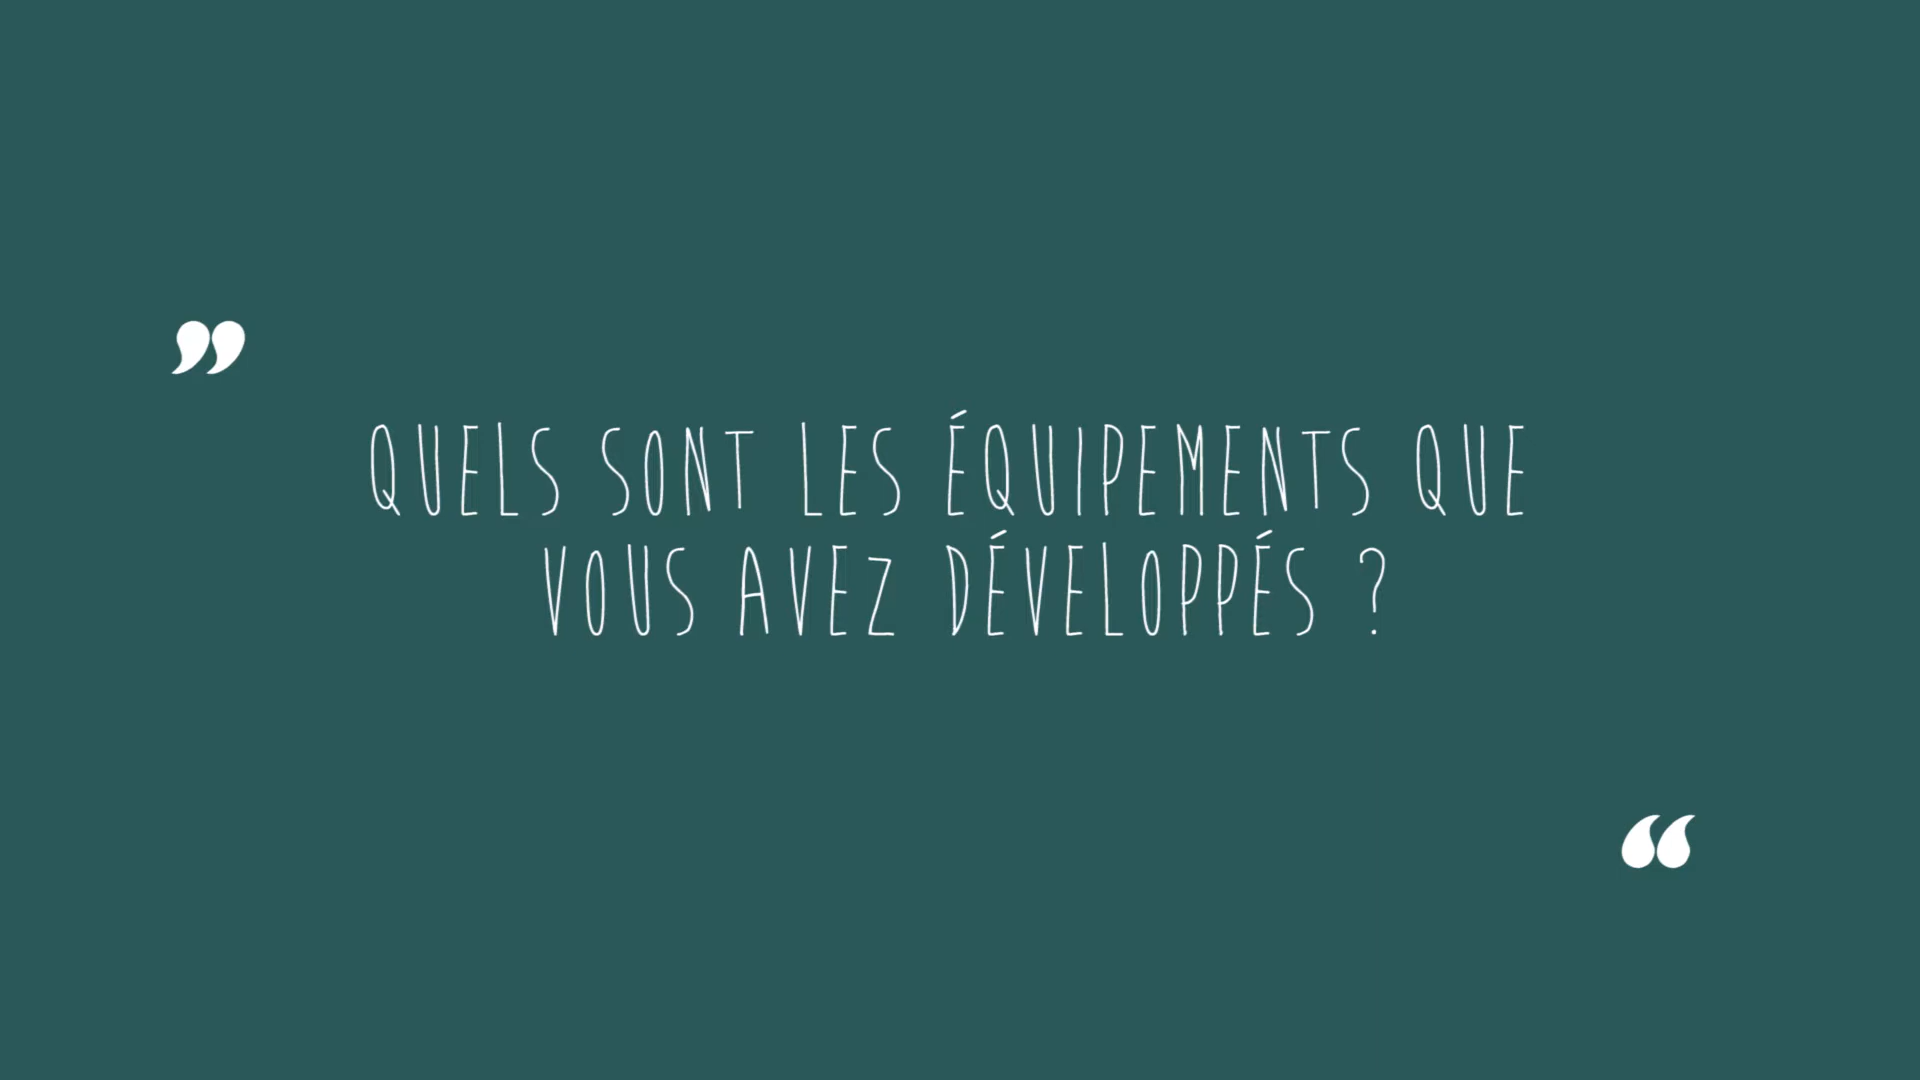 ”
QUELS SONT LES ÉQUIPEMENTS QUE
VOUS AVEZ DÉVELOPPÉS ?
“